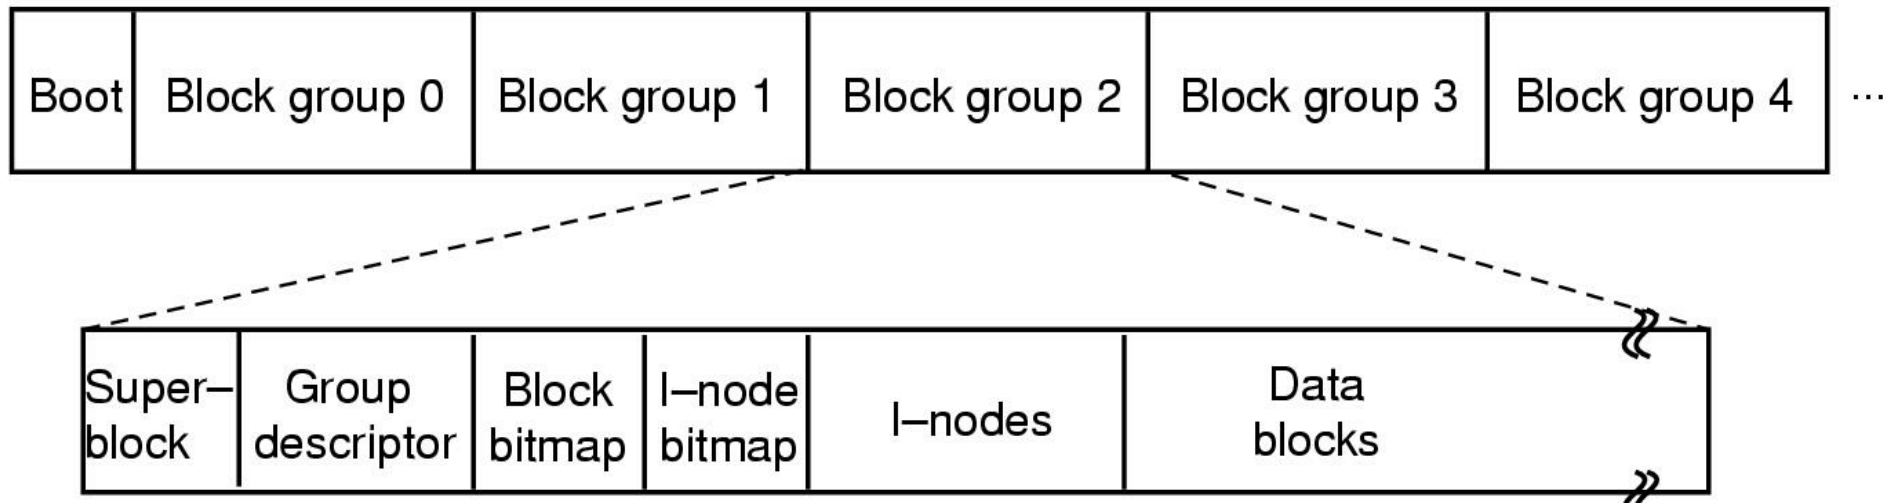 Boot Block group 0 Block group 1 Block group 2 Block group 3 Block group 4 ...
Super– Group Block I–node I–nodes Data
block descriptor bitmap bitmap blocks